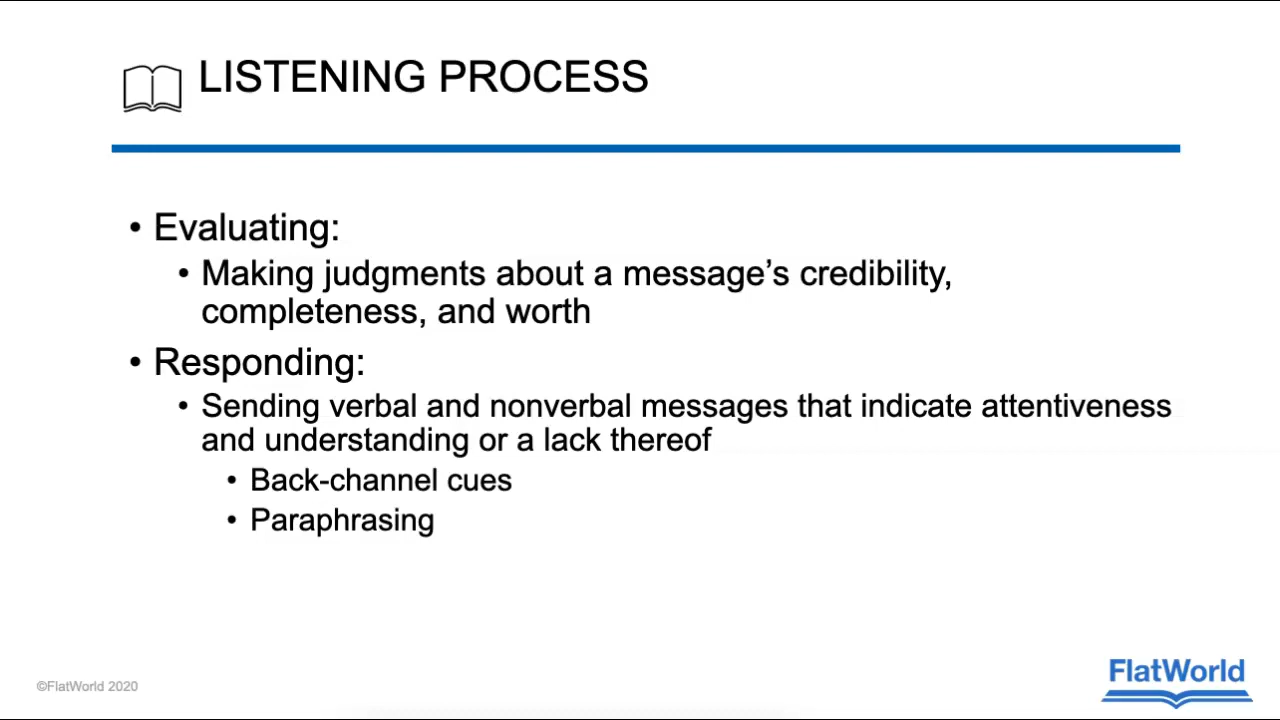 LISTENING PROCESS
• Evaluating:
• Making judgments about a message’s credibility,
completeness, and worth
• Responding:
• Sending verbal and nonverbal messages that indicate attentiveness
and understanding or a lack thereof
• Back-channel cues
• Paraphrasing
©FlatWorld 2020
FlatWorld